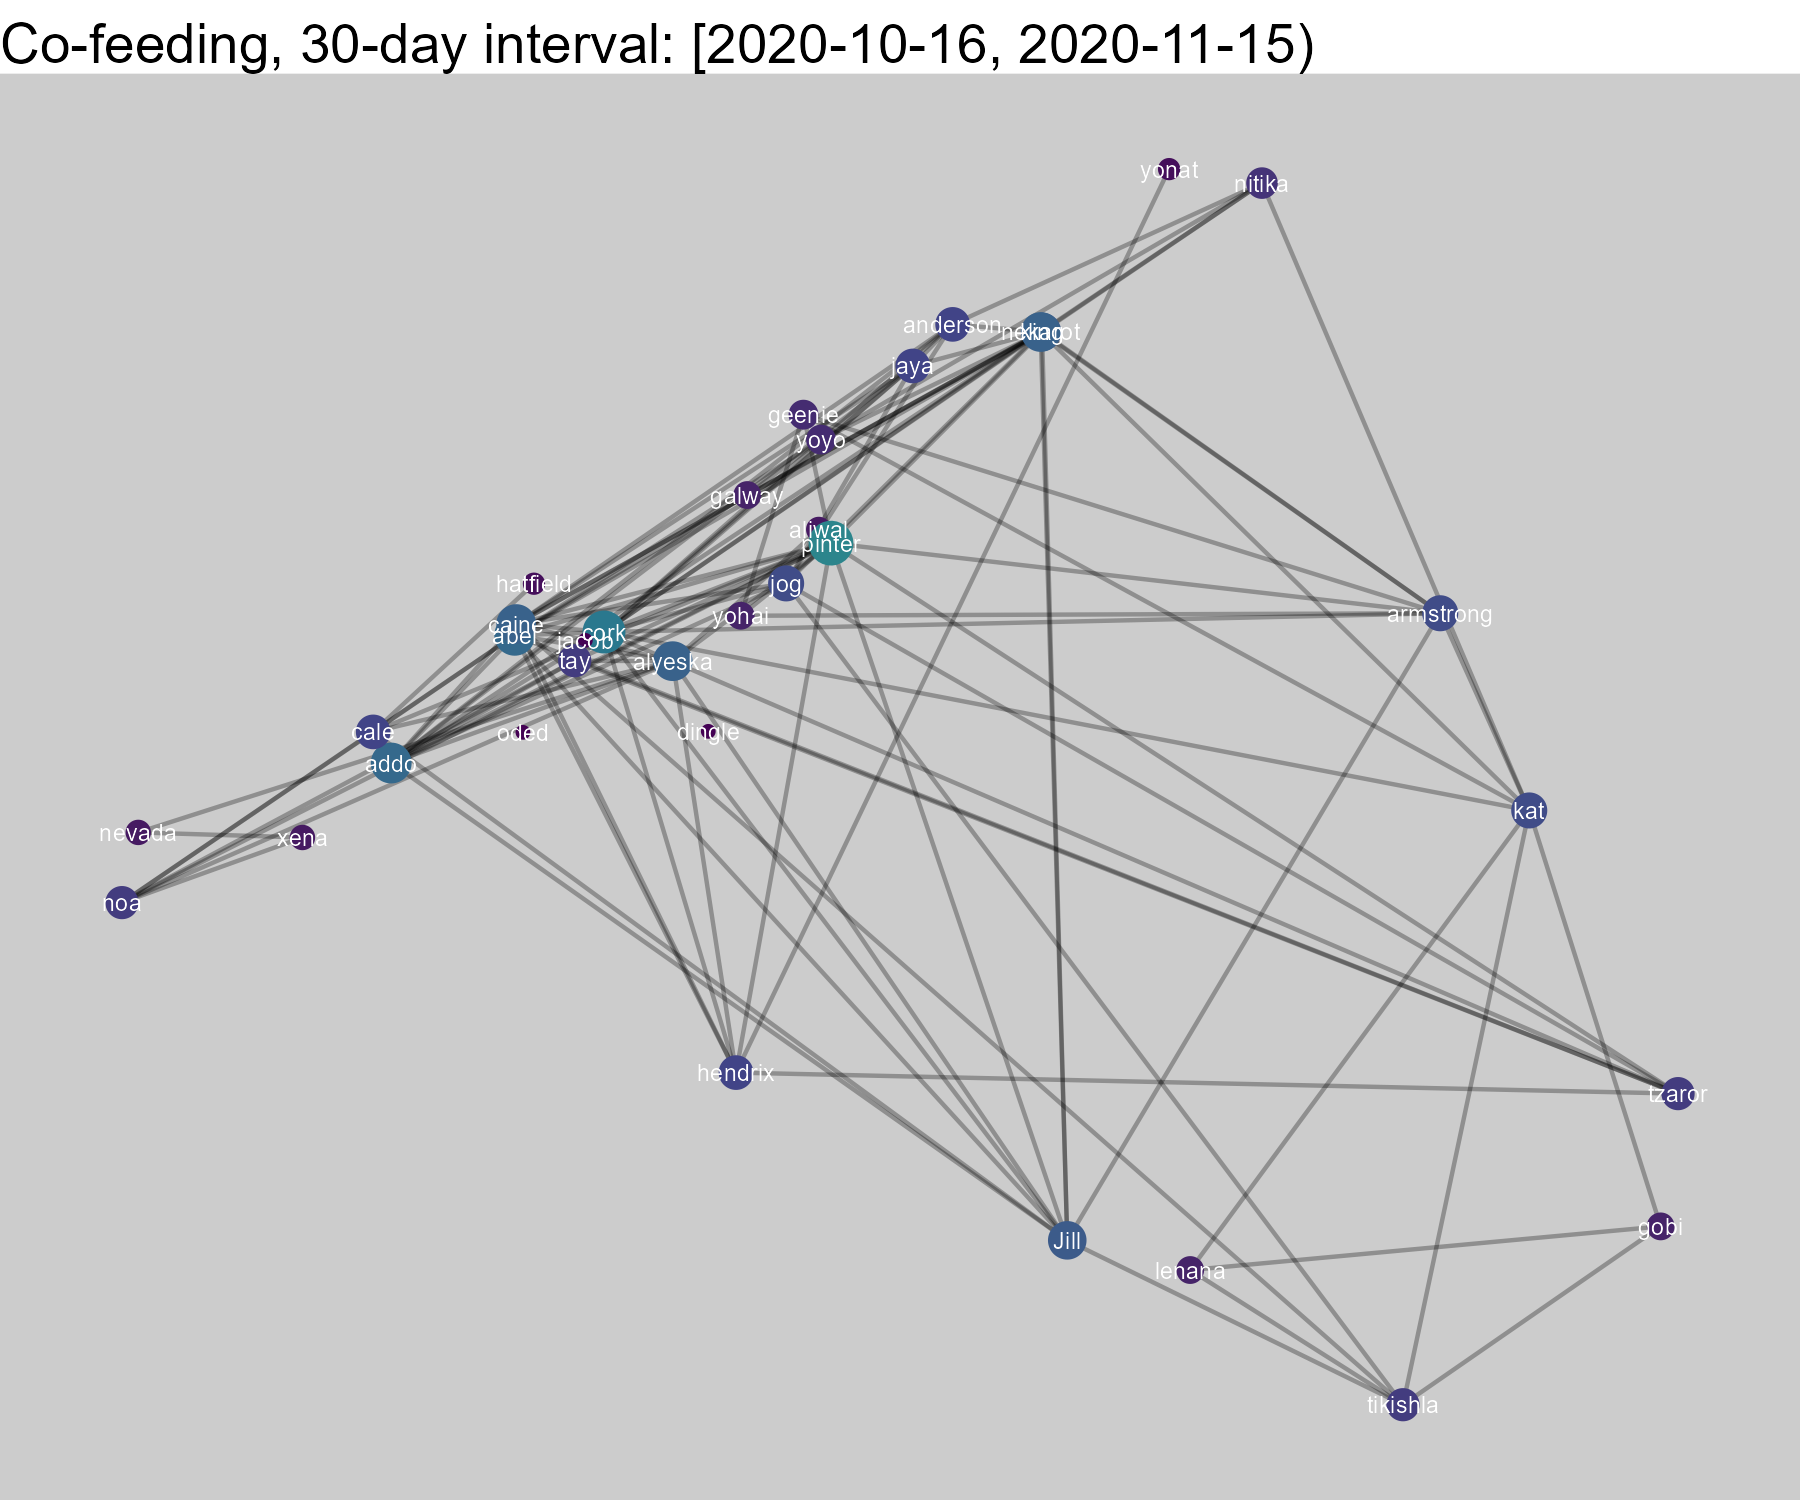 Co-feeding, 30-day interval: [2020-10-16, 2020-11-15)
yonat
nitika
anderson
jaya
geenie
yoyo
galway
aliwal
pinter
hatfield
jog
caine
abel
jacob
cork
yohai
armstrong
tay
alyeska
cale
oded
dingle
addo
kat
nevada
xena
noa
hendrix
tzaror
Jill
gobi
lenana
tikishla